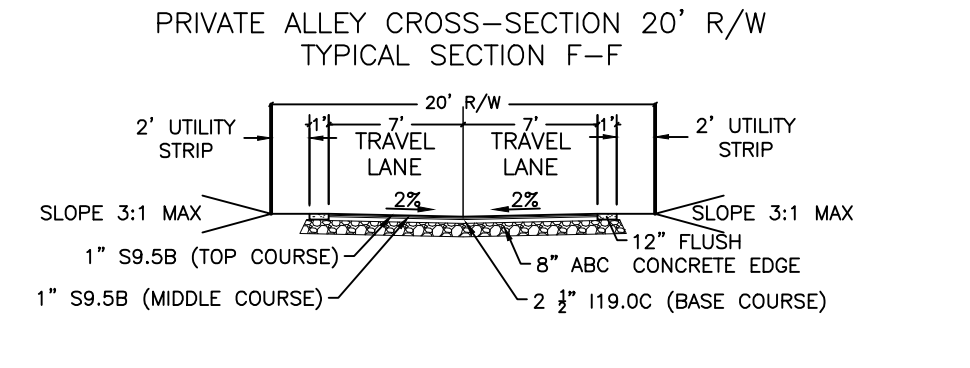 PRIVATE ALLEY CROSS-SECTION 20' R/W
TYPICAL SECTION F-F
20' R/W
2' UTILITY
STRIP
1'
7'
TRAVEL
LANE
7'
TRAVEL
LANE
1'
2' UTILITY
STRIP
2%
2%
SLOPE 3:1 MAX
SLOPE 3:1 MAX
1" S9.5B (TOP COURSE)
12" FLUSH
CONCRETE EDGE
8" ABC
1" S9.5B (MIDDLE COURSE)
2 1/2" I19.0C (BASE COURSE)